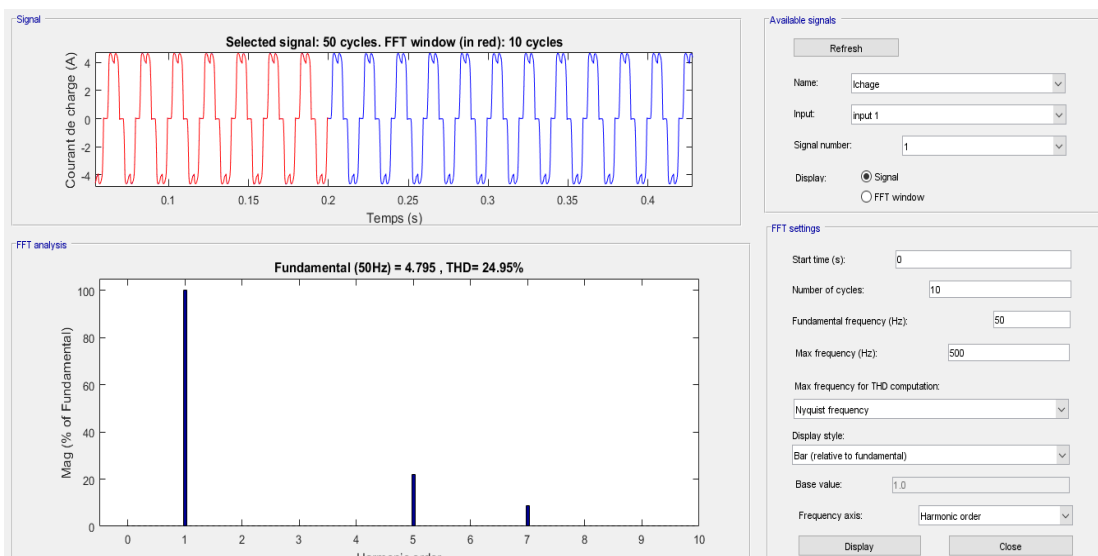 Signal
Selected signal: 50 cycles. FFT window (in red): 10 cycles
Courant de charge (A)
4
2
0
-2
-4
0.1 0.15 0.2 0.25 0.3 0.35 0.4
Temps (s)
FFT analysis
Fundamental (50Hz) = 4.795 , THD= 24.95%
Mag (% of Fundamental)
100
80
60
40
20
0
0 1 2 3 4 5 6 7 8 9 10
Harmonic order
Available signals
Refresh
Name: Ichage
Input: input 1
Signal number: 1
Display: Signal
FFT window
FFT settings
Start time (s): 0
Number of cycles: 10
Fundamental frequency (Hz): 50
Max frequency (Hz): 500
Max frequency for THD computation:
Nyquist frequency
Display style:
Bar (relative to fundamental)
Base value: 1.0
Frequency axis: Harmonic order
Display Close